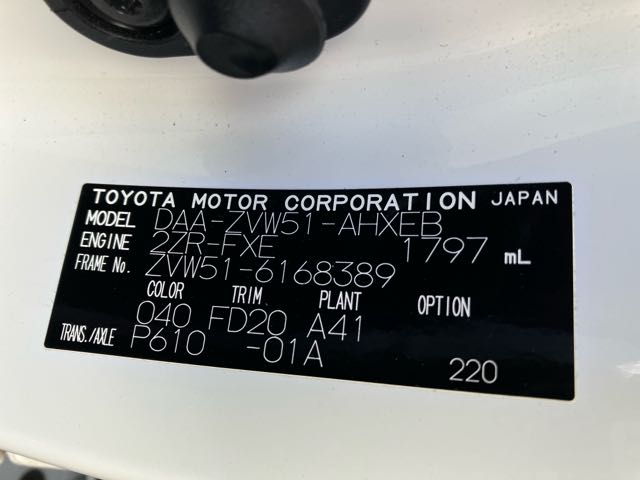 TOYOTA MOTOR CORPORATION JAPAN
MODEL DAA-ZVW51-AHXEB
ENGINE 2ZR-FXE 1797 mL
FRAME No. ZVW51-6168389
COLOR TRIM PLANT OPTION
040 FD20 A41
TRANS./AXLE P610 -01A
220